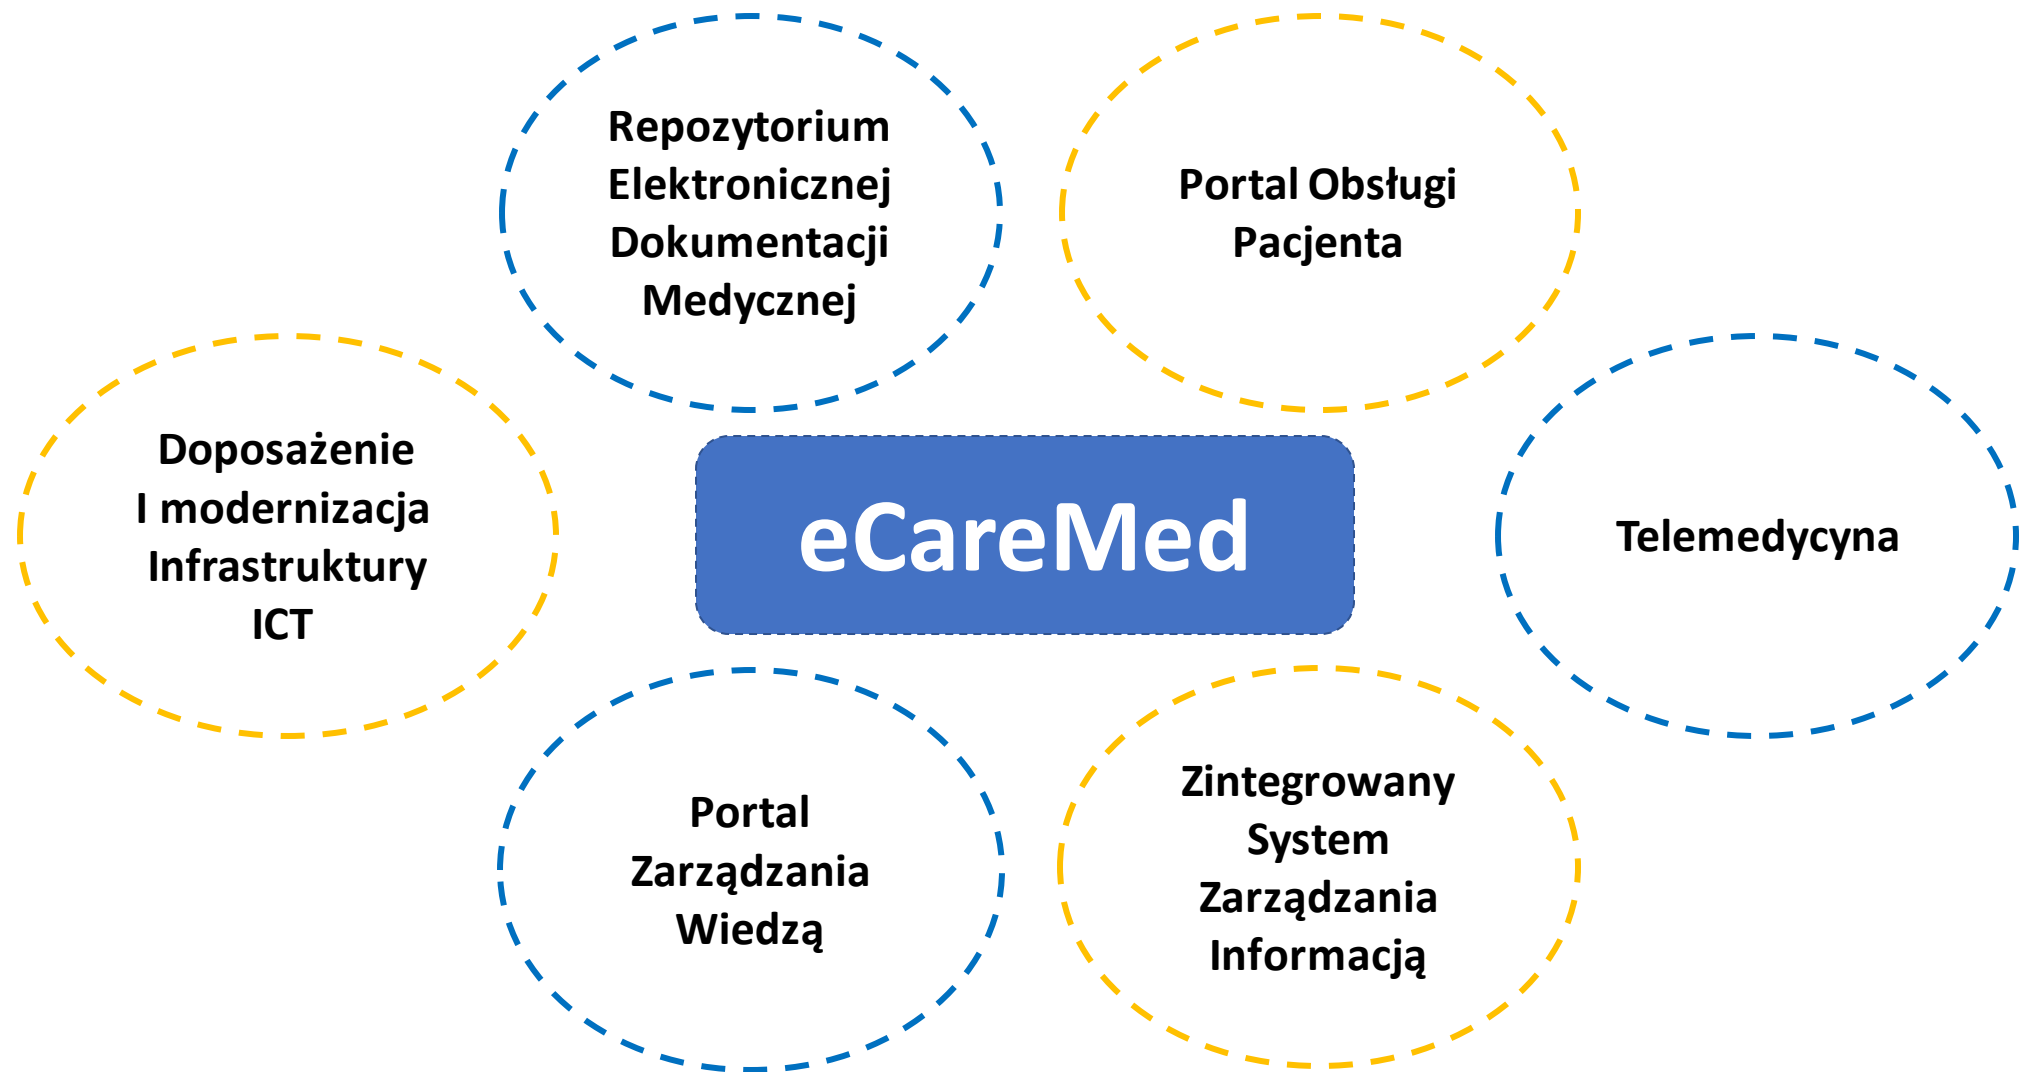 Repozytorium
Elektronicznej
Dokumentacji
Medycznej
Portal Obsługi
Pacjenta
Doposażenie
I modernizacja
Infrastruktury
ICT
eCareMed
Telemedycyna
Portal
Zarządzania
Wiedzą
Zintegrowany
System
Zarządzania
Informacją